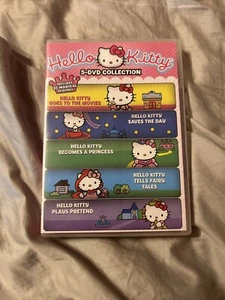 Hello Kitty
5-DVD COLLECTION
HELLO KITTY
GOES TO THE MOVIES
HELLO KITTY
SAVES THE DAY
HELLO KITTY
BECOMES A PRINCESS
HELLO KITTY
TELLS FAIRY
TALES
HELLO KITTY
PLAYS PRETEND